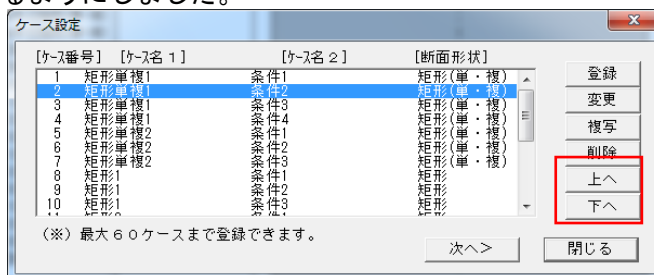 るようにしました。
ケース設定
[ｹｰｽ番号] [ｹｰｽ名１] [ｹｰｽ名２] [断面形状]
1 矩形単複1 条件1 矩形(単・複)
2 矩形単複1 条件2 矩形(単・複)
3 矩形単複1 条件3 矩形(単・複)
4 矩形単複1 条件4 矩形(単・複)
5 矩形単複2 条件1 矩形(単・複)
6 矩形単複2 条件2 矩形(単・複)
7 矩形単複2 条件3 矩形(単・複)
8 矩形1 条件1 矩形
9 矩形1 条件2 矩形
10 矩形1 条件3 矩形
登録
変更
複写
削除
上へ
下へ
(※) 最大６０ケースまで登録できます。
次へ>
閉じる